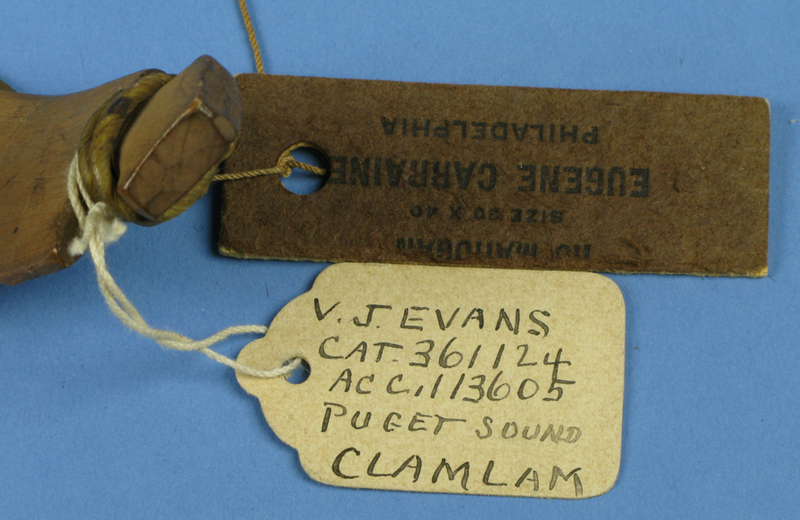 PHILADELPHIA
EUGENE CARRAINE
SIZE 20 X 40
V. J. EVANS
CAT. 361124
ACC. 113605
PUGET SOUND
CLAMLAM